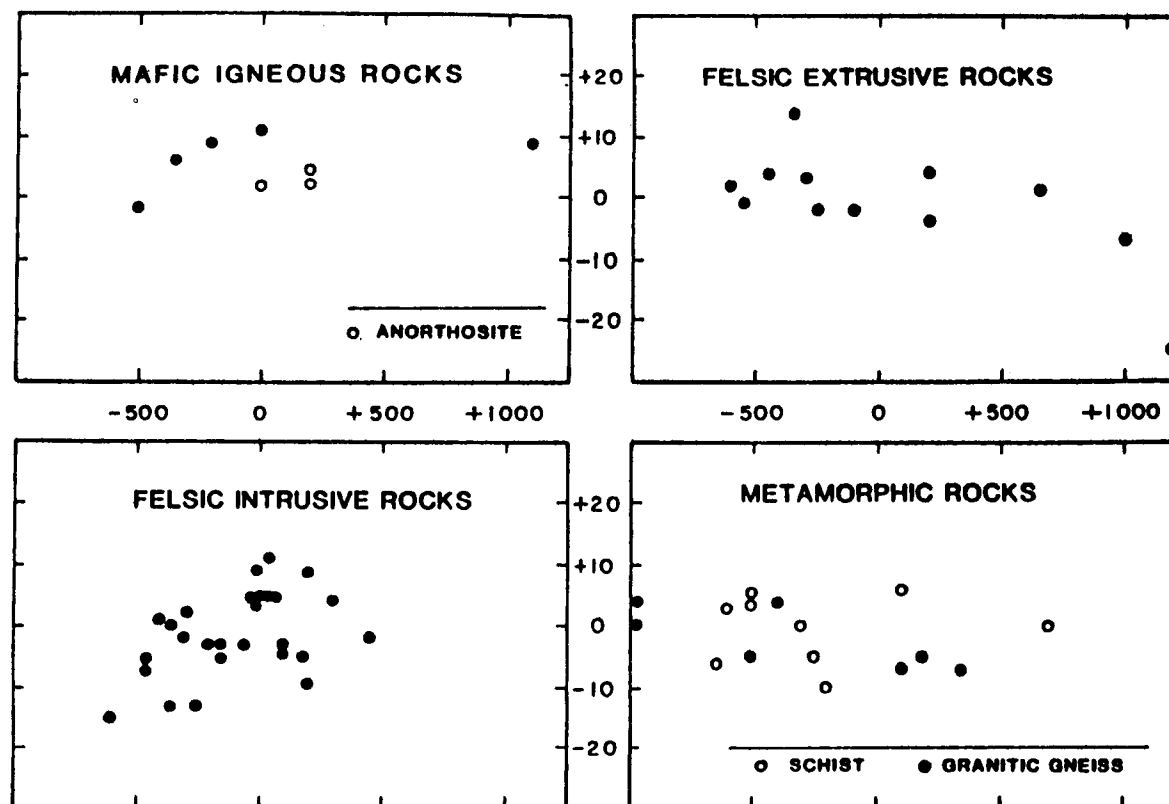 MAFIC IGNEOUS ROCKS
ANORTHOSITE
+20
+10
0
-10
-20
FELSIC EXTRUSIVE ROCKS
-500 0 +500 +1000 -500 0 +500 +1000
FELSIC INTRUSIVE ROCKS
+20
+10
0
-10
-20
METAMORPHIC ROCKS
SCHIST GRANITIC GNEISS